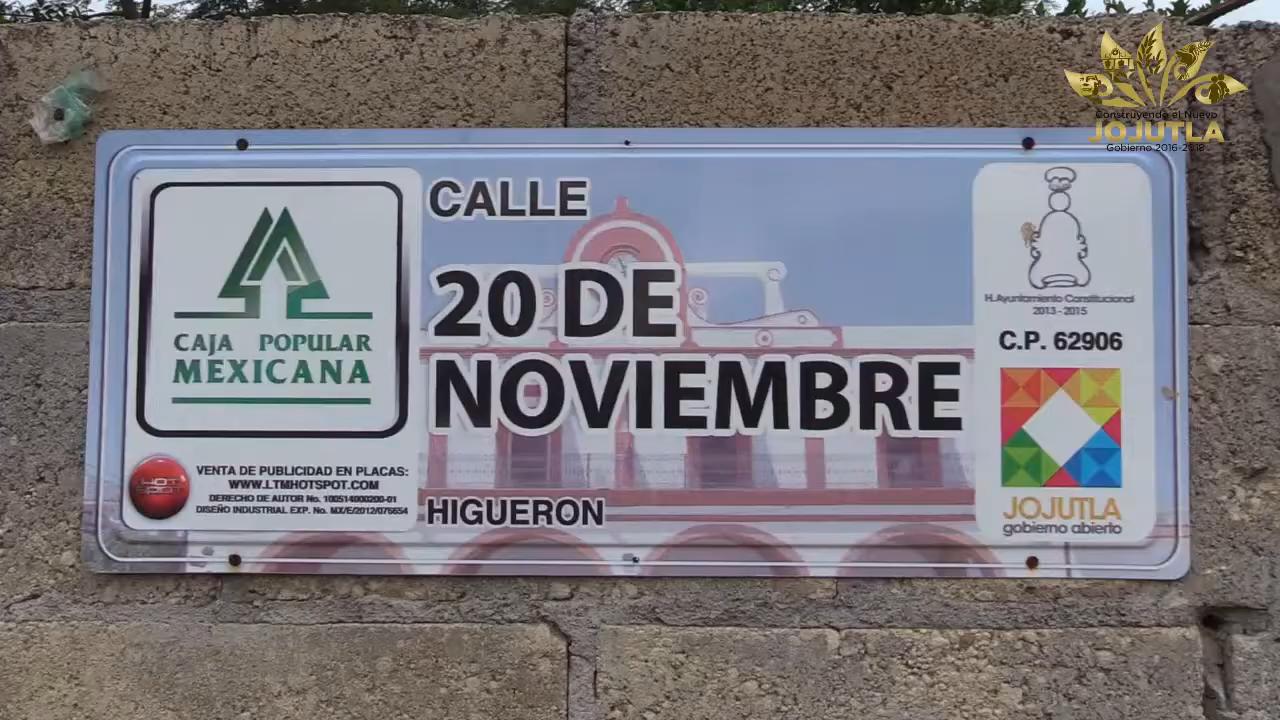 Construyendo el Nuevo
JOJUTLA
Gobierno 2016-2018
CALLE
20 DE
NOVIEMBRE
HIGUERON
CAJA POPULAR
MEXICANA
HOT
SPOT
VENTA DE PUBLICIDAD EN PLACAS:
WWW.LTMHOTSPOT.COM
DERECHO DE AUTOR No. 100514000200-01
DISEÑO INDUSTRIAL EXP. No. MX/E/2012/076654
H.Ayuntamiento Constitucional
2013 - 2015
C.P. 62906
JOJUTLA
gobierno abierto